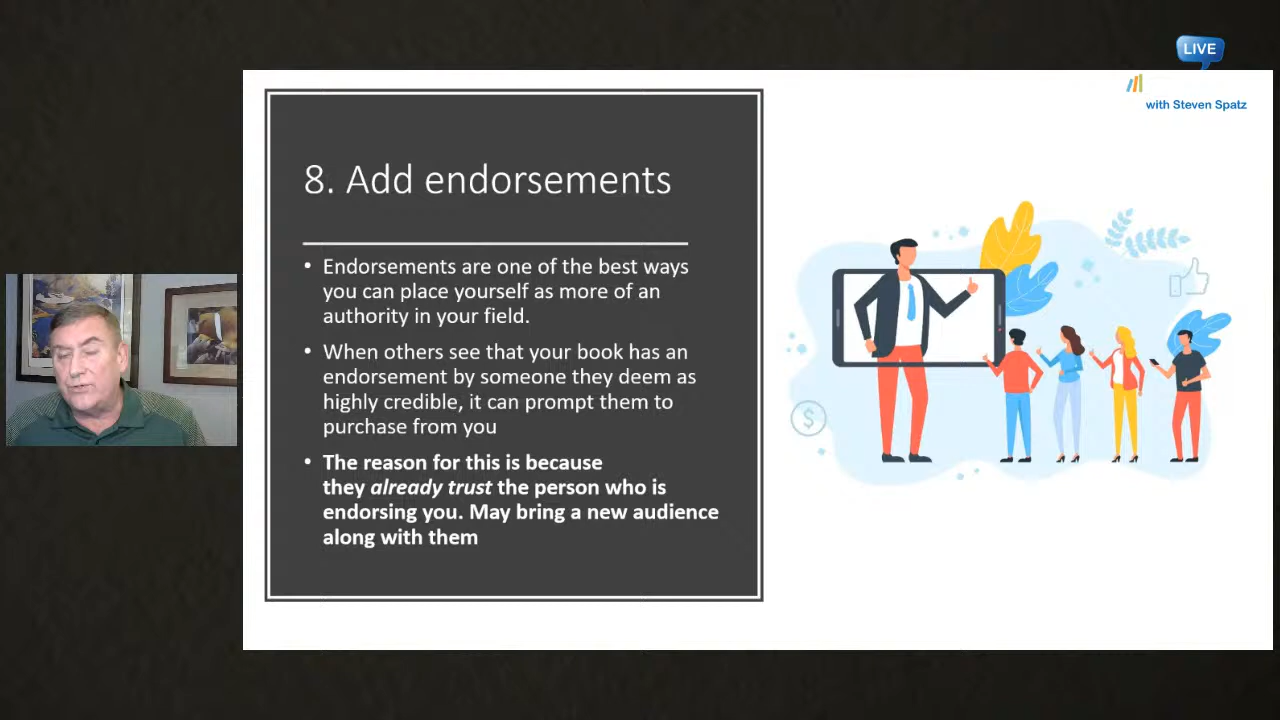 LIVE
with Steven Spatz
8. Add endorsements
• Endorsements are one of the best ways
you can place yourself as more of an
authority in your field.
• When others see that your book has an
endorsement by someone they deem as
highly credible, it can prompt them to
purchase from you
• The reason for this is because
they already trust the person who is
endorsing you. May bring a new audience
along with them
$